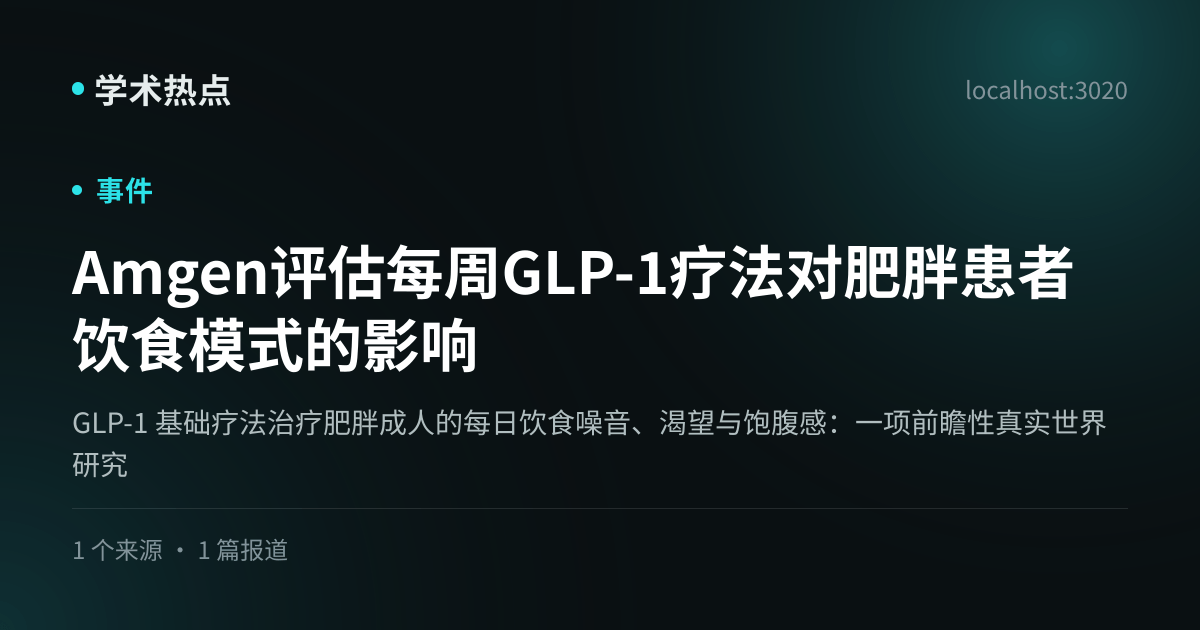 学术热点
localhost:3020
事件
Amgen评估每周GLP-1疗法对肥胖患者
饮食模式的影响
GLP-1 基础疗法治疗肥胖成人的每日饮食噪音、渴望与饱腹感：一项前瞻性真实世界
研究
1 个来源 · 1 篇报道